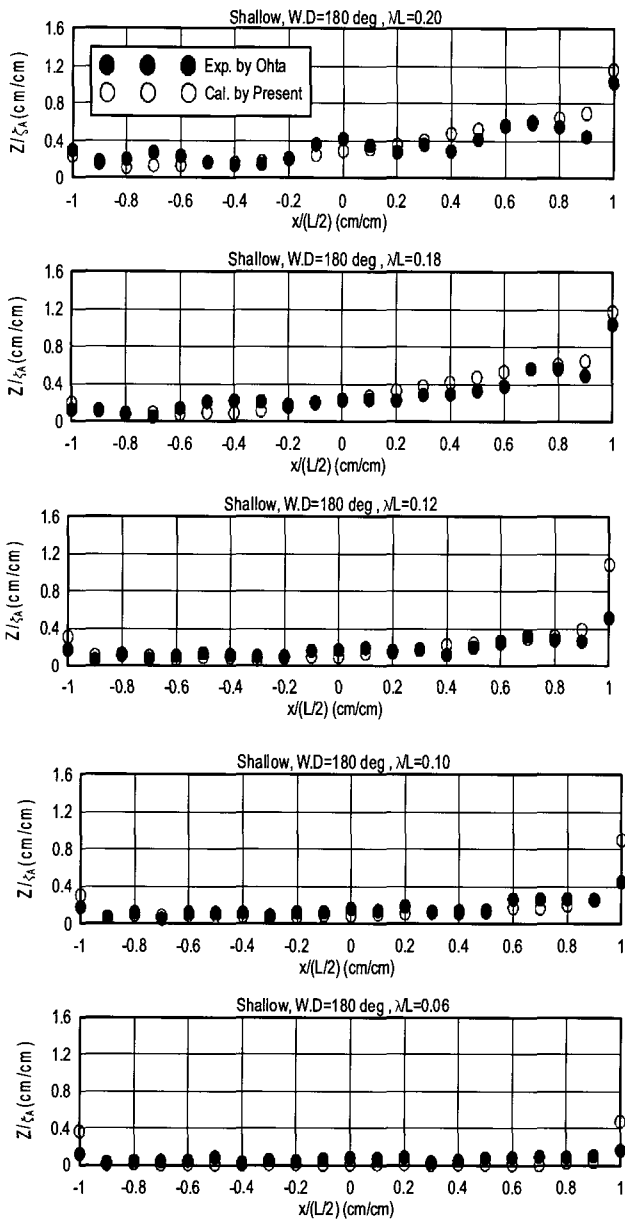 Shallow, W.D=180 deg , λ/L=0.20
1.6
1.2
0.8
0.4
0
Z/ζA (cm/cm)
Exp. by Ohta
Cal. by Present
-1 -0.8 -0.6 -0.4 -0.2 0 0.2 0.4 0.6 0.8 1
x/(L/2) (cm/cm)
Shallow, W.D=180 deg , λ/L=0.18
1.6
1.2
0.8
0.4
0
Z/ζA (cm/cm)
-1 -0.8 -0.6 -0.4 -0.2 0 0.2 0.4 0.6 0.8 1
x/(L/2) (cm/cm)
Shallow, W.D=180 deg , λ/L=0.12
1.6
1.2
0.8
0.4
0
Z/ζA (cm/cm)
-1 -0.8 -0.6 -0.4 -0.2 0 0.2 0.4 0.6 0.8 1
x/(L/2) (cm/cm)
Shallow, W.D=180 deg , λ/L=0.10
1.6
1.2
0.8
0.4
0
Z/ζA (cm/cm)
-1 -0.8 -0.6 -0.4 -0.2 0 0.2 0.4 0.6 0.8 1
x/(L/2) (cm/cm)
Shallow, W.D=180 deg , λ/L=0.06
1.6
1.2
0.8
0.4
0
Z/ζA (cm/cm)
-1 -0.8 -0.6 -0.4 -0.2 0 0.2 0.4 0.6 0.8 1
x/(L/2) (cm/cm)